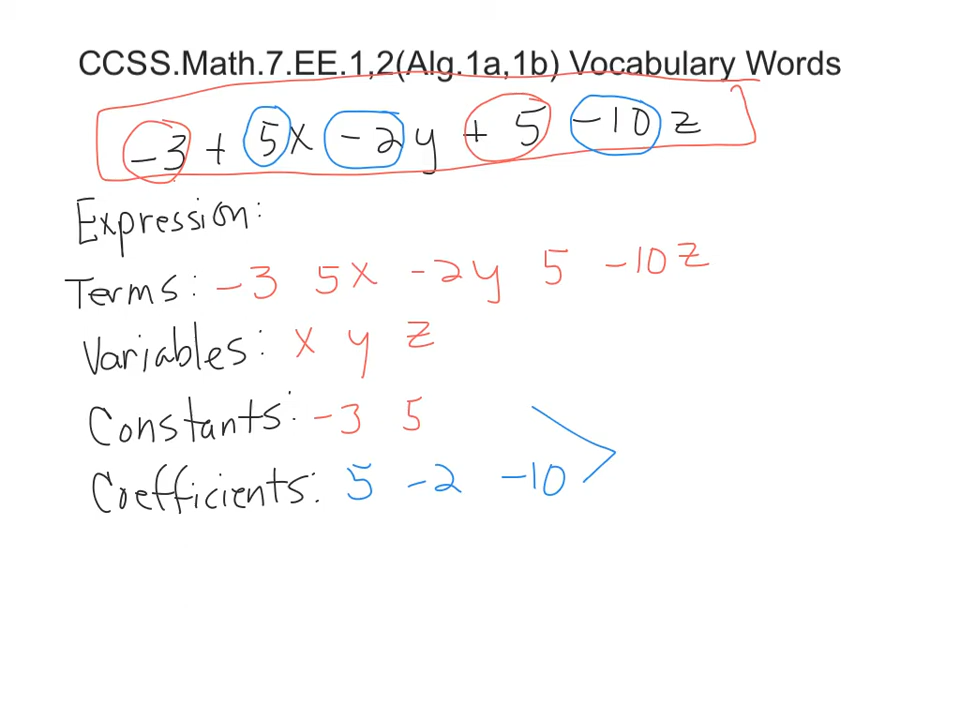 CCSS.Math.7.EE.1,2(Alg.1a,1b) Vocabulary Words
-3 + 5x -2y + 5 -10z
Expression:
Terms: -3 5x -2y 5 -10z
Variables: x y z
Constants: -3 5
Coefficients: 5 -2 -10